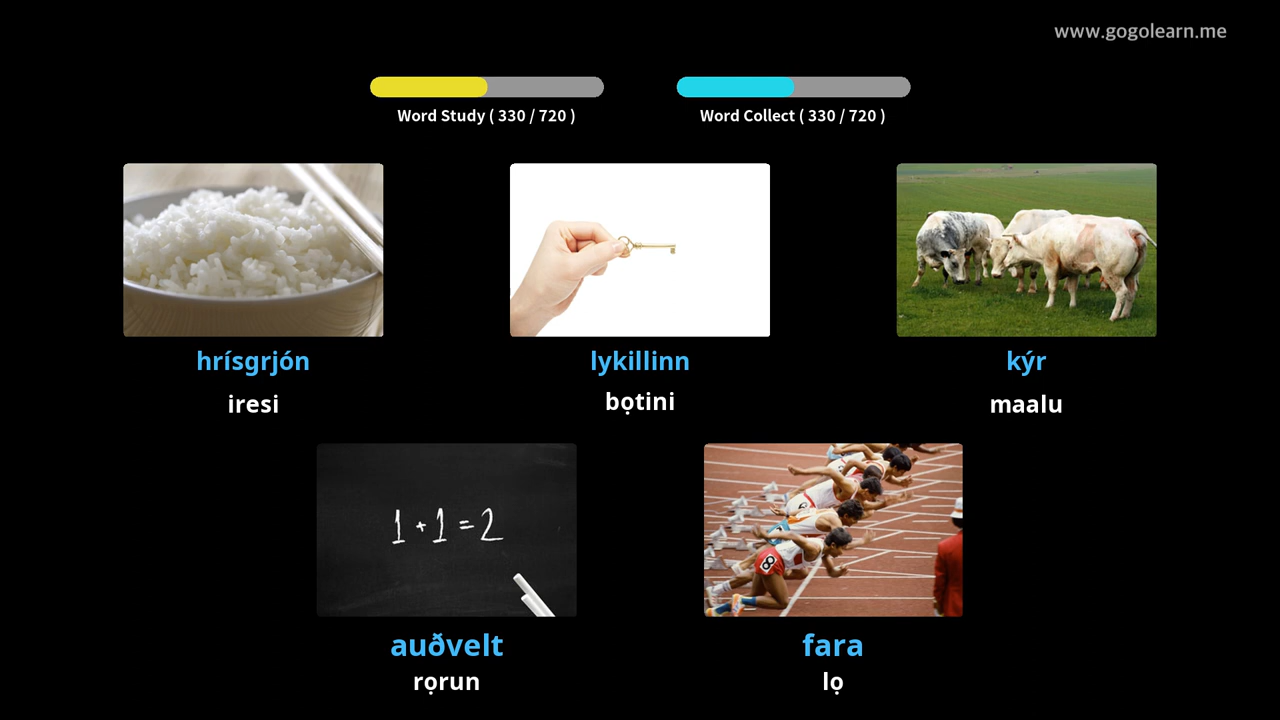 www.gogolearn.me
Word Study ( 330 / 720 )
Word Collect ( 330 / 720 )
hrísgrjón
iresi
lykillinn
bọtini
kýr
maalu
1 + 1 = 2
auðvelt
rọrun
8
fara
lọ